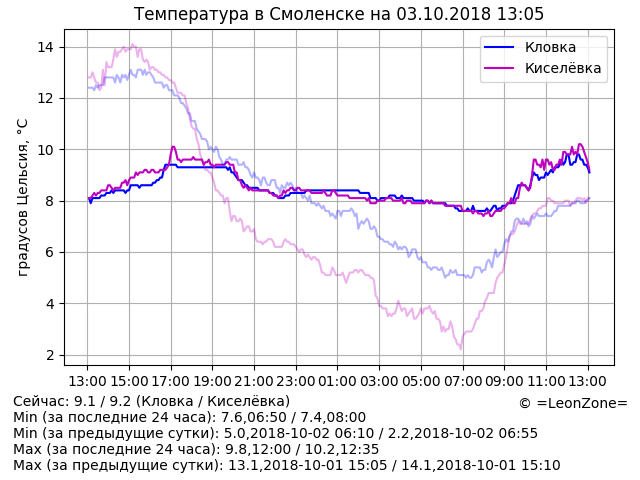 Температура в Смоленске на 03.10.2018 13:05
Кловка
Киселёвка
градусов Цельсия, °C
14
12
10
8
6
4
2
13:00 15:00 17:00 19:00 21:00 23:00 01:00 03:00 05:00 07:00 09:00 11:00 13:00
Сейчас: 9.1 / 9.2 (Кловка / Киселёвка)
© =LeonZone=
Min (за последние 24 часа): 7.6,06:50 / 7.4,08:00
Min (за предыдущие сутки): 5.0,2018-10-02 06:10 / 2.2,2018-10-02 06:55
Max (за последние 24 часа): 9.8,12:00 / 10.2,12:35
Max (за предыдущие сутки): 13.1,2018-10-01 15:05 / 14.1,2018-10-01 15:10